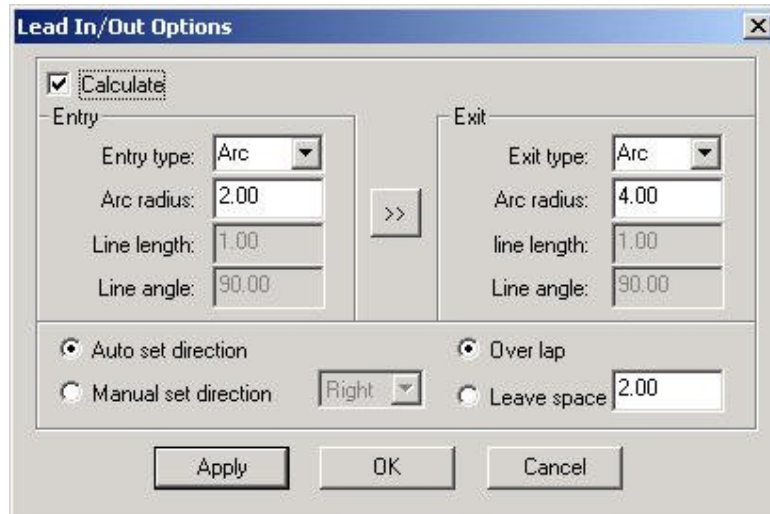 Lead In/Out Options
Calculate
Entry
Exit
Entry type: Arc
Exit type: Arc
Arc radius: 2.00
>>
Arc radius: 4.00
Line length: 1.00
line length: 1.00
Line angle: 90.00
Line angle: 90.00
Auto set direction
Over lap
Manual set direction Right
Leave space 2.00
Apply
OK
Cancel